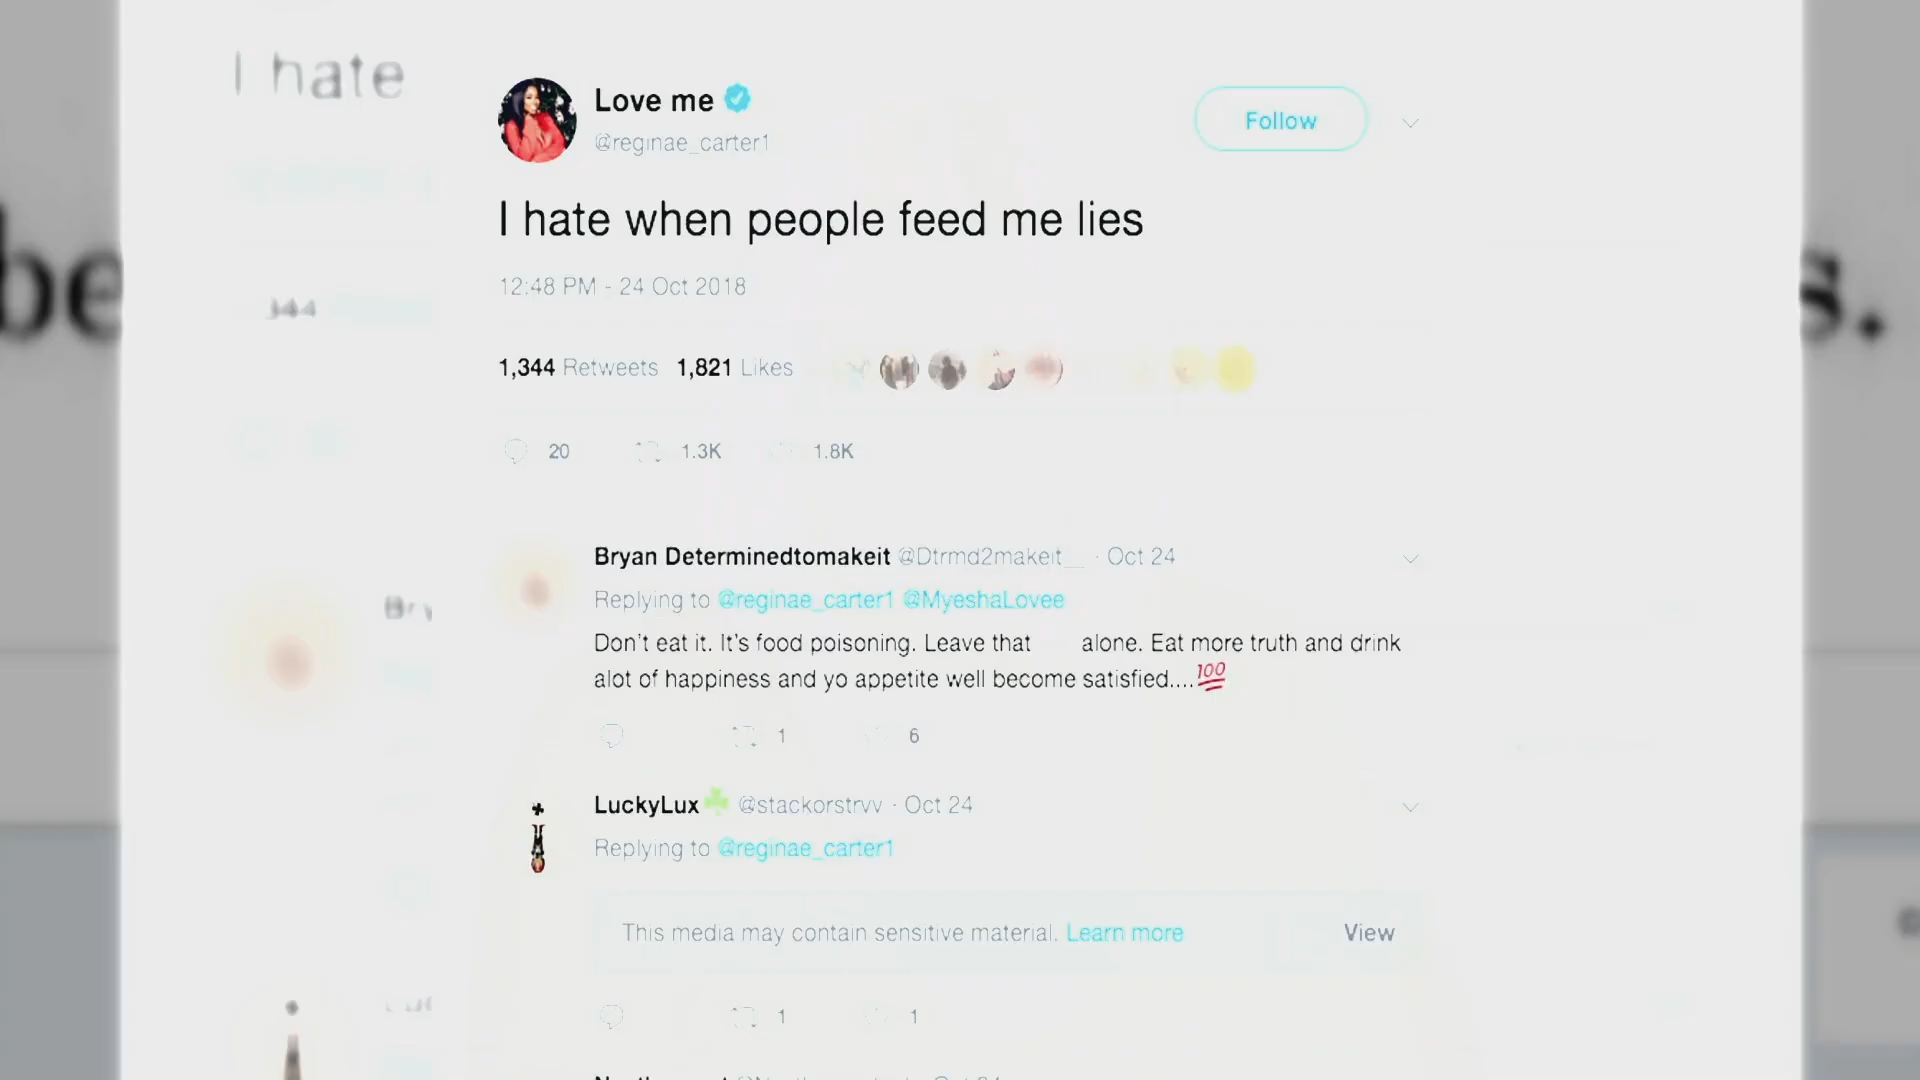 I hate
Love me
@reginae_carter1
Follow
I hate when people feed me lies
12:48 PM - 24 Oct 2018
be
s.
344
1,344 Retweets 1,821 Likes
20 1.3K 1.8K
Bryan Determinedtomakeit @Dtrmd2makeit__ · Oct 24
Replying to @reginae_carter1 @MyeshaLovee
Don't eat it. It's food poisoning. Leave that alone. Eat more truth and drink
alot of happiness and yo appetite well become satisfied....💯
Bry
1 6
LuckyLux☘ @stackorstrvv · Oct 24
Replying to @reginae_carter1
This media may contain sensitive material. Learn more View
1 1